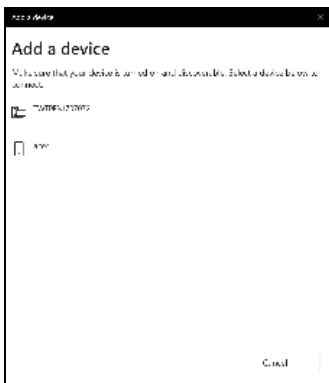 Add a device
Add a device
Make sure that your device is turned on and discoverable. Select a device below to
connect.
Cancel